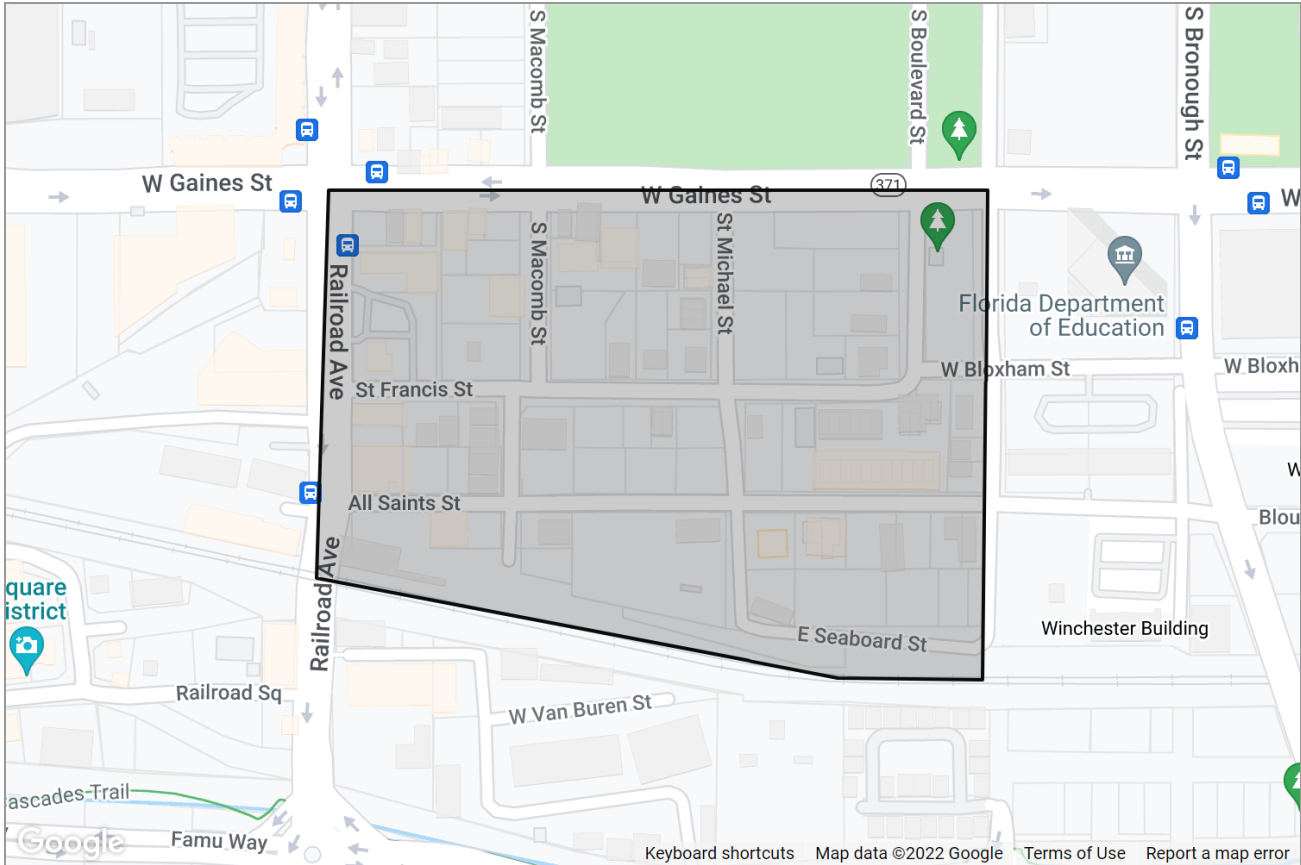 S Macomb St
S Boulevard St
S Bronough St
W Gaines St
371
W Gaines St
W
Railroad Ave
S Macomb St
St Michael St
Florida Department
of Education
St Francis St
W Bloxham St
W Bloxh
W
All Saints St
Blou
Railroad Ave
quare
istrict
E Seaboard St
Winchester Building
Railroad Sq
W Van Buren St
ascades Trail
Famu Way
Google
Keyboard shortcuts
Map data ©2022 Google
Terms of Use
Report a map error